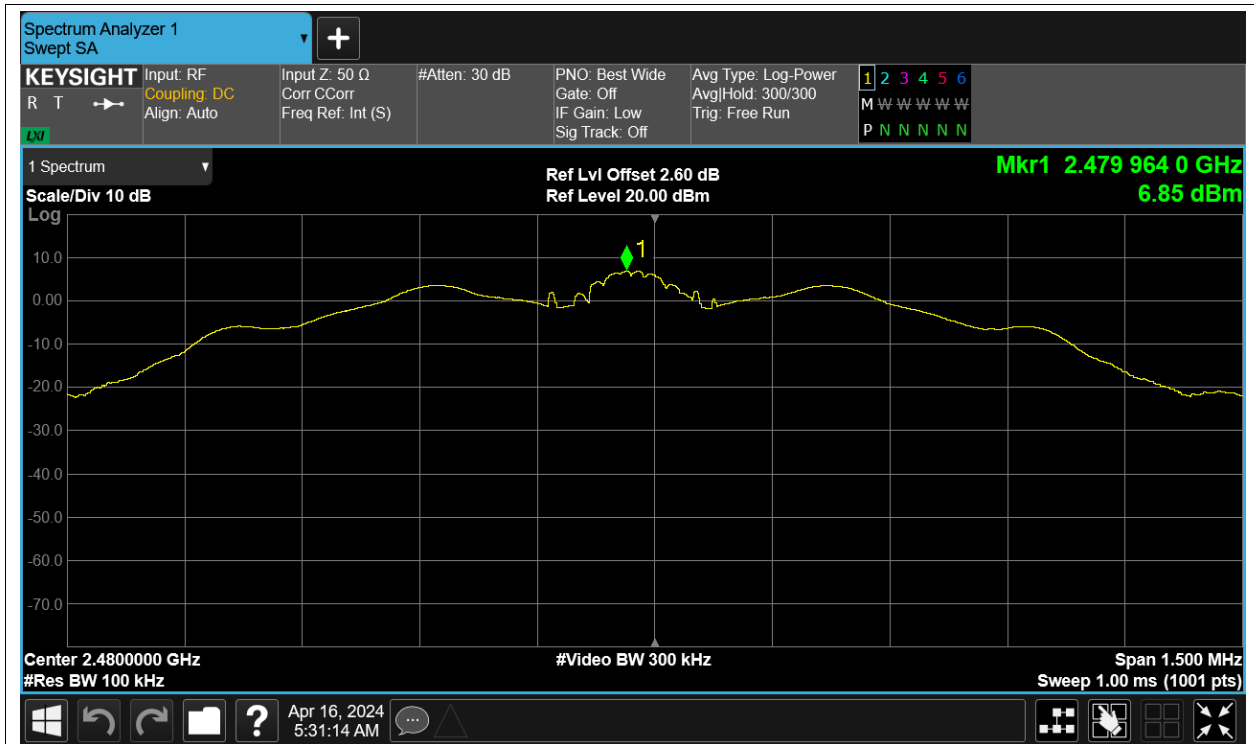 Spectrum Analyzer 1
Swept SA
+
KEYSIGHT
R T
LXI
Input: RF
Coupling: DC
Align: Auto
Input Z: 50 Ω
Corr CCorr
Freq Ref: Int (S)
#Atten: 30 dB
PNO: Best Wide
Gate: Off
IF Gain: Low
Sig Track: Off
Avg Type: Log-Power
Avg|Hold: 300/300
Trig: Free Run
1 2 3 4 5 6
M W W W W W
P N N N N N
1 Spectrum
Scale/Div 10 dB
Log
Ref Lvl Offset 2.60 dB
Ref Level 20.00 dBm
Mkr1 2.479 964 0 GHz
6.85 dBm
1
10.0
0.00
-10.0
-20.0
-30.0
-40.0
-50.0
-60.0
-70.0
Center 2.4800000 GHz
#Res BW 100 kHz
#Video BW 300 kHz
Span 1.500 MHz
Sweep 1.00 ms (1001 pts)
?
Apr 16, 2024
5:31:14 AM